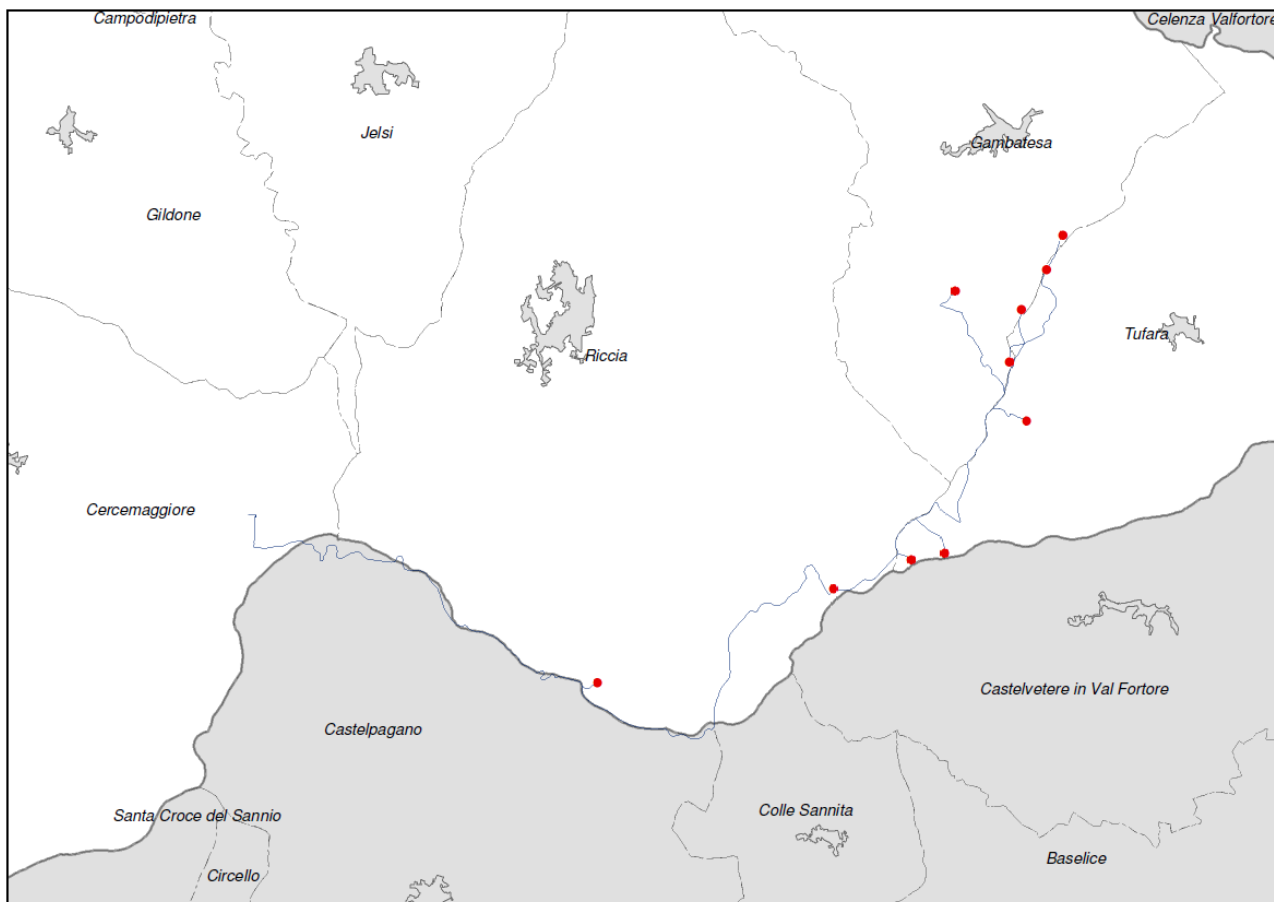 Campodipietra
Celenza Valfortore
Jelsi
Gambatesa
Gildone
Tufara
Riccia
Cercemaggiore
Castelvetere in Val Fortore
Castelpagano
Colle Sannita
Santa Croce del Sannio
Baselice
Circello